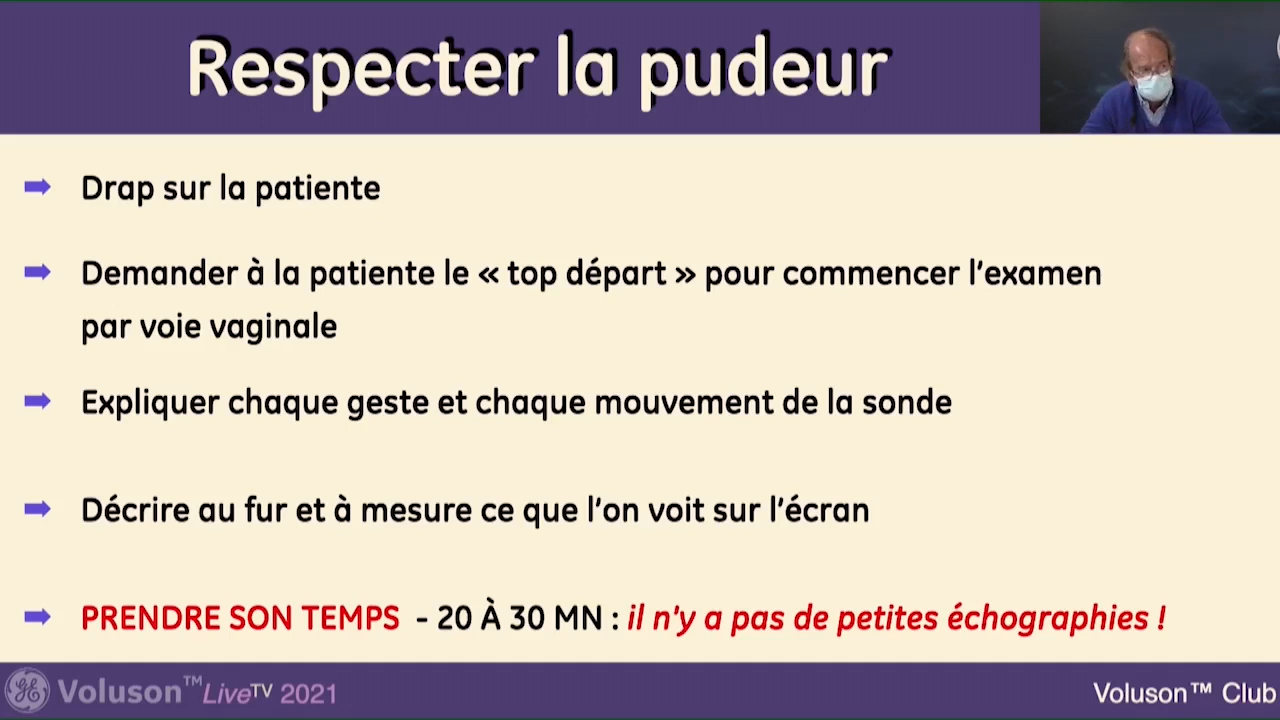 Respecter la pudeur
Drap sur la patiente
Demander à la patiente le « top départ » pour commencer l'examen
par voie vaginale
Expliquer chaque geste et chaque mouvement de la sonde
Décrire au fur et à mesure ce que l'on voit sur l'écran
PRENDRE SON TEMPS - 20 À 30 MN : il n'y a pas de petites échographies !
GE Voluson™ LiveTV 2021
Voluson™ Club